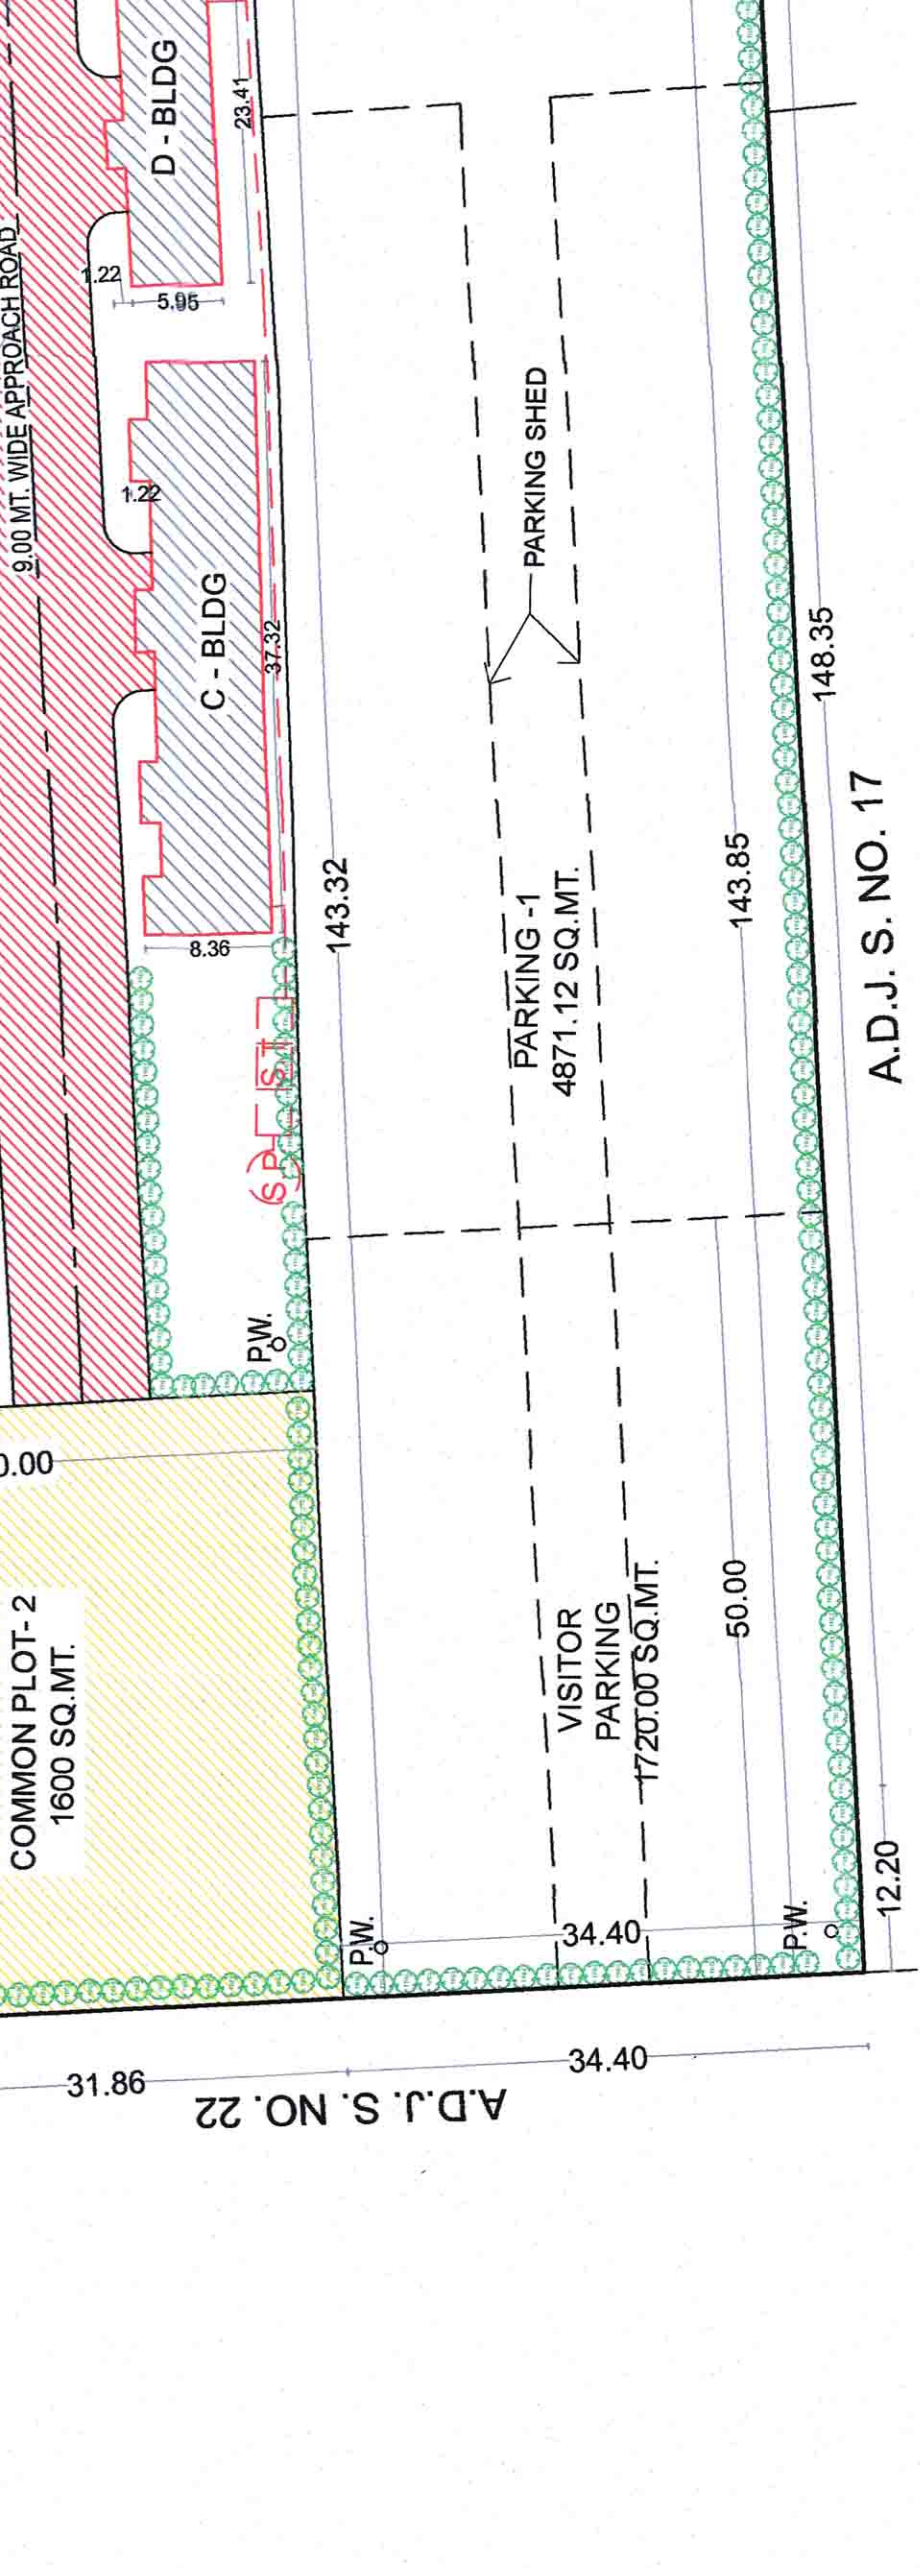 9.00 MT. WIDE APPROACH ROAD
D - BLDG
23.41
1.22
5.95
1.22
C - BLDG
37.32
8.36
143.32
PARKING SHED
PARKING -1
4871.12 SQ.MT.
143.85
148.35
A.D.J. S. NO. 17
S.P.
S.T.
P.W.
0.00
COMMON PLOT- 2
1600 SQ.MT.
VISITOR
PARKING
1720.00 SQ.MT.
50.00
P.W.
34.40
P.W.
12.20
31.86
34.40
A.D.J. S. NO. 22